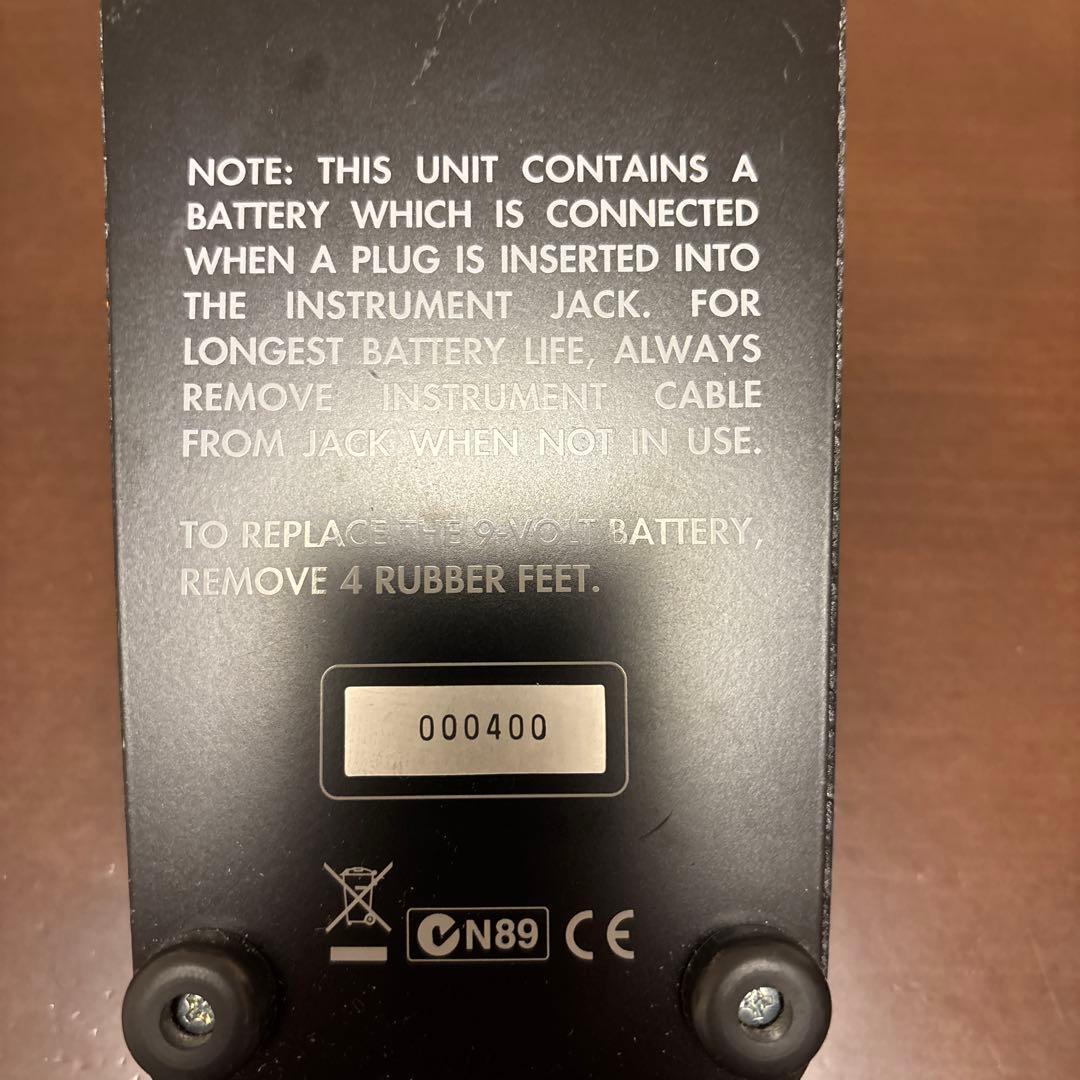 NOTE: THIS UNIT CONTAINS A
BATTERY WHICH IS CONNECTED
WHEN A PLUG IS INSERTED INTO
THE INSTRUMENT JACK. FOR
LONGEST BATTERY LIFE, ALWAYS
REMOVE INSTRUMENT CABLE
FROM JACK WHEN NOT IN USE.
TO REPLACE THE 9-VOLT BATTERY,
REMOVE 4 RUBBER FEET.
000400
N89 CE